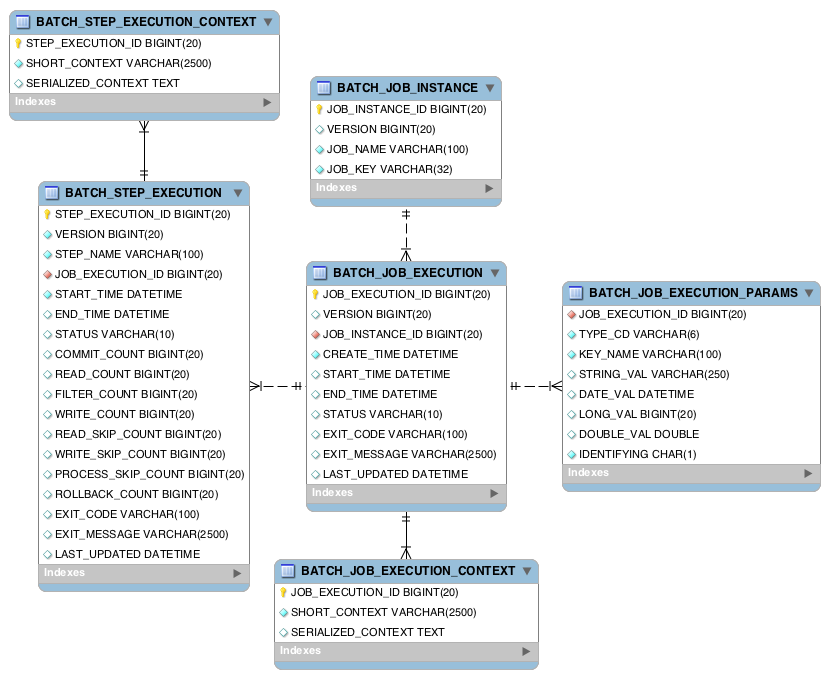 BATCH_STEP_EXECUTION_CONTEXT
STEP_EXECUTION_ID BIGINT(20)
SHORT_CONTEXT VARCHAR(2500)
SERIALIZED_CONTEXT TEXT
Indexes
BATCH_JOB_INSTANCE
JOB_INSTANCE_ID BIGINT(20)
VERSION BIGINT(20)
JOB_NAME VARCHAR(100)
JOB_KEY VARCHAR(32)
Indexes
BATCH_STEP_EXECUTION
STEP_EXECUTION_ID BIGINT(20)
VERSION BIGINT(20)
STEP_NAME VARCHAR(100)
JOB_EXECUTION_ID BIGINT(20)
START_TIME DATETIME
END_TIME DATETIME
STATUS VARCHAR(10)
COMMIT_COUNT BIGINT(20)
READ_COUNT BIGINT(20)
FILTER_COUNT BIGINT(20)
WRITE_COUNT BIGINT(20)
READ_SKIP_COUNT BIGINT(20)
WRITE_SKIP_COUNT BIGINT(20)
PROCESS_SKIP_COUNT BIGINT(20)
ROLLBACK_COUNT BIGINT(20)
EXIT_CODE VARCHAR(100)
EXIT_MESSAGE VARCHAR(2500)
LAST_UPDATED DATETIME
Indexes
BATCH_JOB_EXECUTION
JOB_EXECUTION_ID BIGINT(20)
VERSION BIGINT(20)
JOB_INSTANCE_ID BIGINT(20)
CREATE_TIME DATETIME
START_TIME DATETIME
END_TIME DATETIME
STATUS VARCHAR(10)
EXIT_CODE VARCHAR(100)
EXIT_MESSAGE VARCHAR(2500)
LAST_UPDATED DATETIME
Indexes
BATCH_JOB_EXECUTION_PARAMS
JOB_EXECUTION_ID BIGINT(20)
TYPE_CD VARCHAR(6)
KEY_NAME VARCHAR(100)
STRING_VAL VARCHAR(250)
DATE_VAL DATETIME
LONG_VAL BIGINT(20)
DOUBLE_VAL DOUBLE
IDENTIFYING CHAR(1)
Indexes
BATCH_JOB_EXECUTION_CONTEXT
JOB_EXECUTION_ID BIGINT(20)
SHORT_CONTEXT VARCHAR(2500)
SERIALIZED_CONTEXT TEXT
Indexes